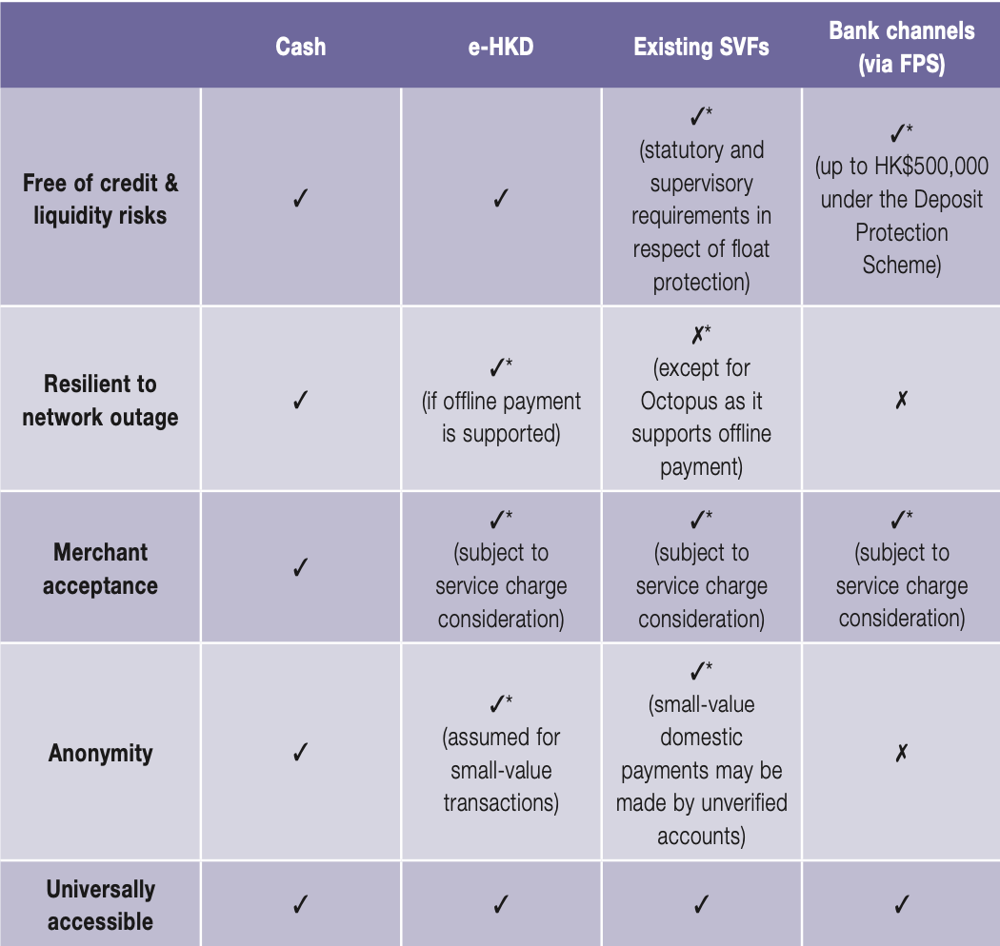 Cash
e-HKD
Existing SVFs
Bank channels
(via FPS)
Free of credit &
liquidity risks
✓
✓
✓*
(statutory and
supervisory
requirements in
respect of float
protection)
✓*
(up to HK$500,000
under the Deposit
Protection
Scheme)
Resilient to
network outage
✓
✓*
(if offline payment
is supported)
✗*
(except for
Octopus as it
supports offline
payment)
✗
Merchant
acceptance
✓
✓*
(subject to
service charge
consideration)
✓*
(subject to
service charge
consideration)
✓*
(subject to
service charge
consideration)
Anonymity
✓
✓*
(assumed for
small-value
transactions)
✓*
(small-value
domestic
payments may be
made by unverified
accounts)
✗
Universally
accessible
✓
✓
✓
✓